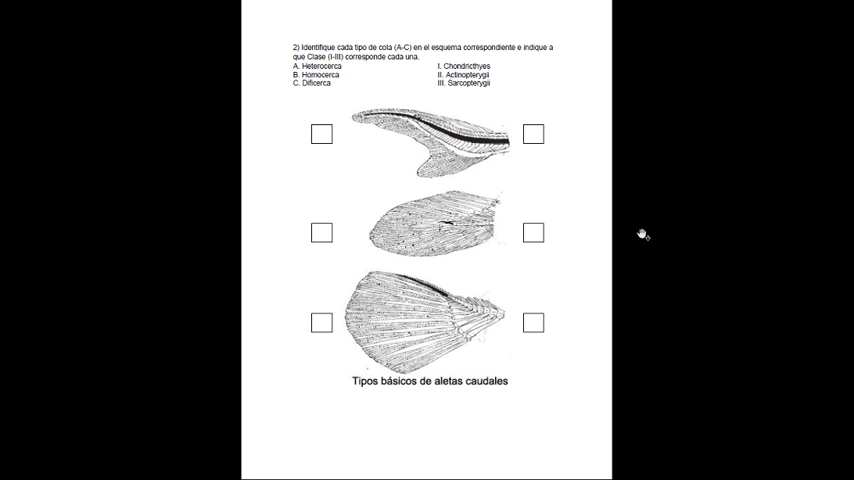 2) Identifique cada tipo de cola (A-C) en el esquema correspondiente e indique a
que Clase (I-III) corresponde cada una.
A. Heterocerca
I. Chondricthyes
B. Homocerca
II. Actinopterygii
C. Dificerca
III. Sarcopterygii
Tipos básicos de aletas caudales